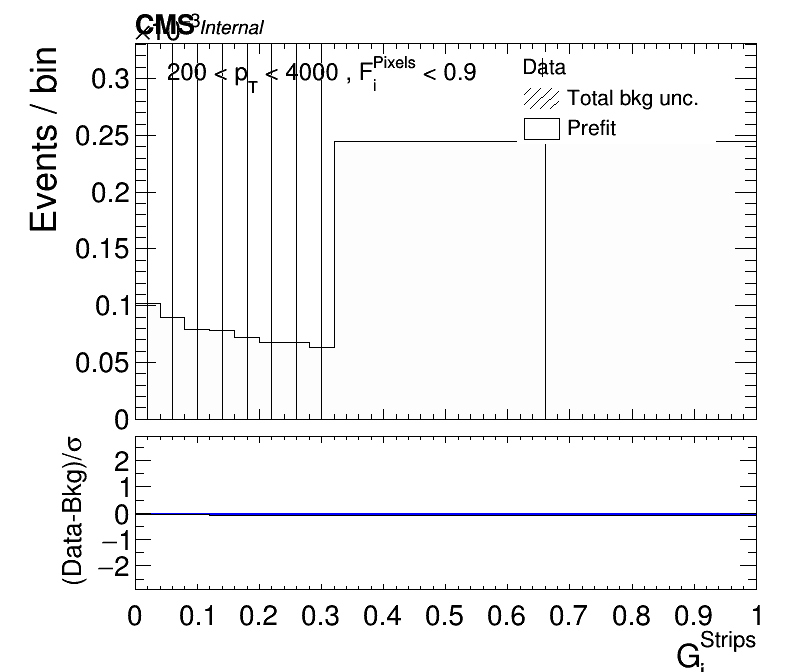 CMS Internal
×10³
200 < p_T < 4000 , F_i^Pixels < 0.9
Data
Total bkg unc.
Prefit
Events / bin
0.3
0.25
0.2
0.15
0.1
0.05
0
(Data-Bkg)/σ
2
1
0
−1
−2
0 0.1 0.2 0.3 0.4 0.5 0.6 0.7 0.8 0.9 1
G_i^Strips